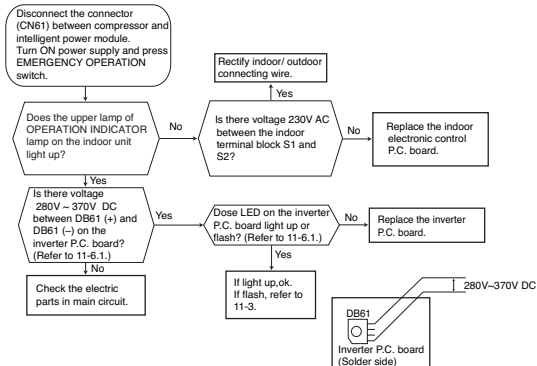 Disconnect the connector
(CN61) between compressor and
intelligent power module.
Turn ON power supply and press
EMERGENCY OPERATION
switch.
Rectify indoor/ outdoor
connecting wire.
Yes
Does the upper lamp of
OPERATION INDICATOR
lamp on the indoor unit
light up?
No
Is there voltage 230V AC
between the indoor
terminal block S1 and
S2?
No
Replace the indoor
electronic control
P.C. board.
Yes
Is there voltage
280V ~ 370V DC
between DB61 (+) and
DB61 (–) on the
inverter P.C. board?
(Refer to 11-6.1.)
Yes
Dose LED on the inverter
P.C. board light up or
flash? (Refer to 11-6.1.)
No
Replace the inverter
P.C. board.
No
Check the electric
parts in main circuit.
Yes
If light up,ok.
If flash, refer to
11-3.
280V~370V DC
DB61
Inverter P.C. board
(Solder side)